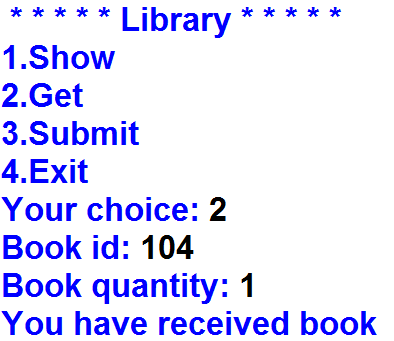 * * * * * Library * * * * *
1.Show
2.Get
3.Submit
4.Exit
Your choice: 2
Book id: 104
Book quantity: 1
You have received book